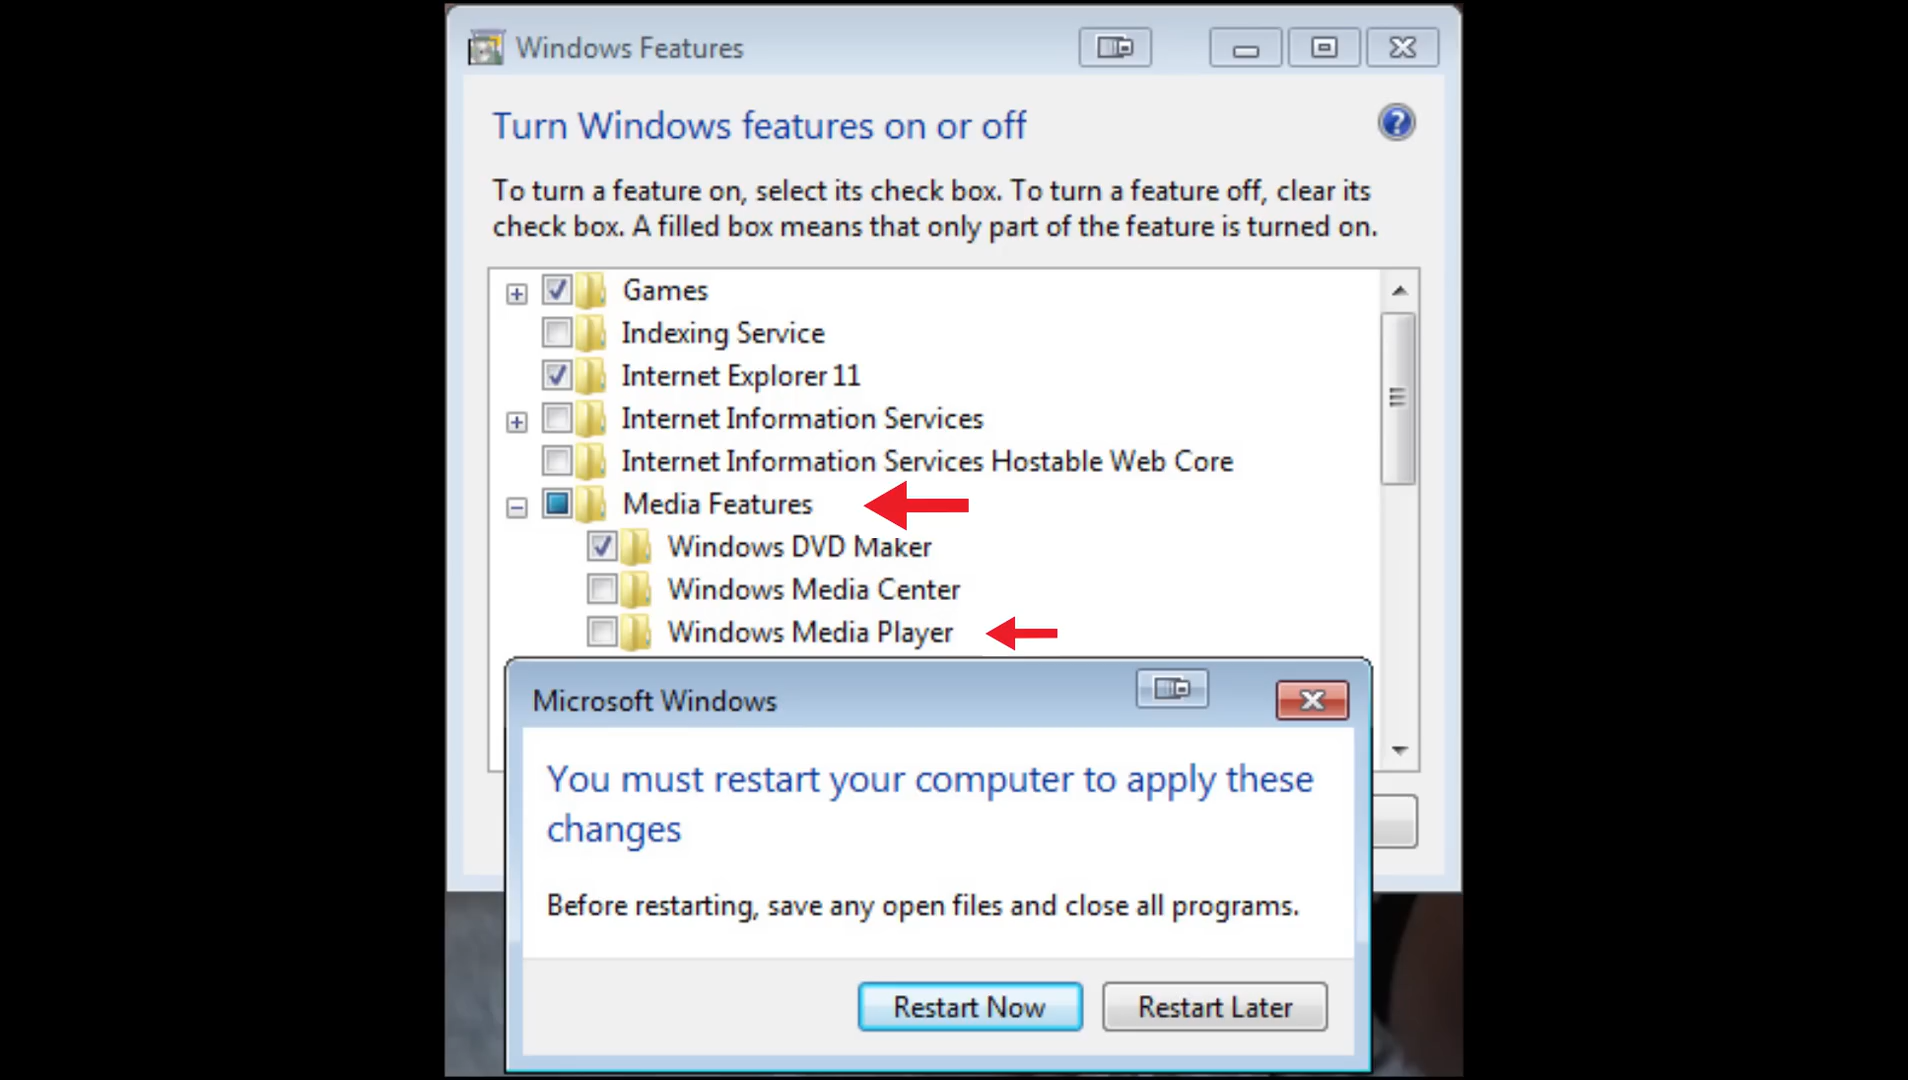 Windows Features
Turn Windows features on or off
To turn a feature on, select its check box. To turn a feature off, clear its
check box. A filled box means that only part of the feature is turned on.
Games
Indexing Service
Internet Explorer 11
Internet Information Services
Internet Information Services Hostable Web Core
Media Features
Windows DVD Maker
Windows Media Center
Windows Media Player
Microsoft Windows
You must restart your computer to apply these
changes
Before restarting, save any open files and close all programs.
Restart Now
Restart Later